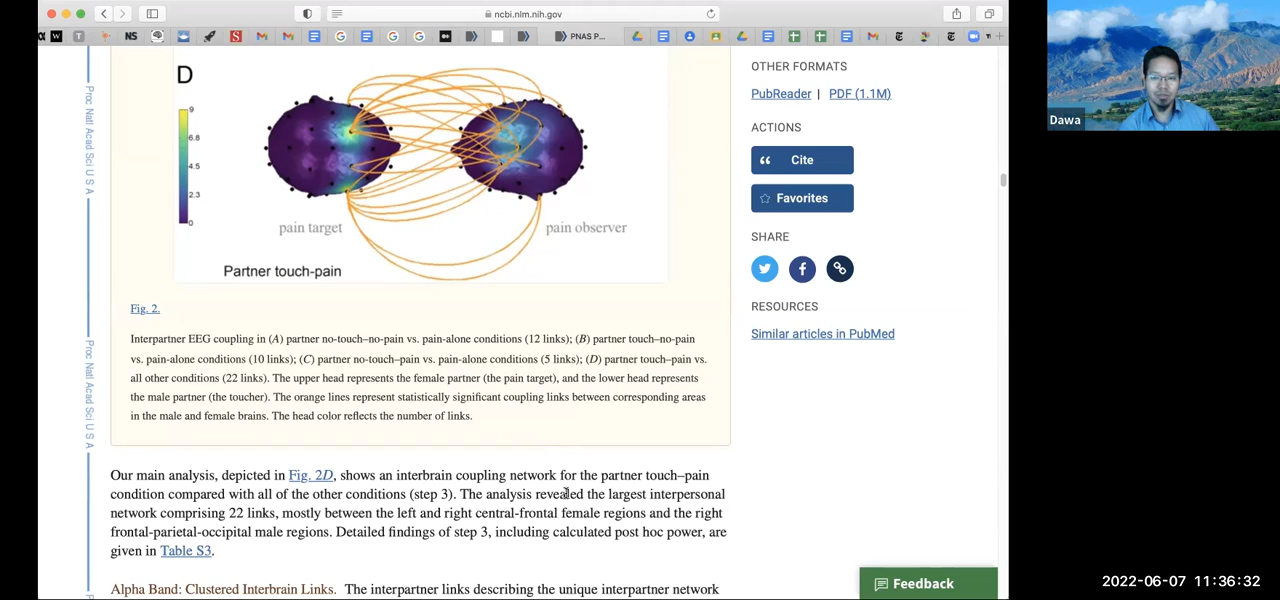 ncbi.nlm.nih.gov
W
T
NS
S
PNAS P...
Proc Natl Acad Sci U S A
Proc Natl Acad Sci U S A
D
9
6.8
4.5
2.3
0
pain target
pain observer
Partner touch-pain
Fig. 2.
Interpartner EEG coupling in (A) partner no-touch–no-pain vs. pain-alone conditions (12 links); (B) partner touch–no-pain
vs. pain-alone conditions (10 links); (C) partner no-touch–pain vs. pain-alone conditions (5 links); (D) partner touch–pain vs.
all other conditions (22 links). The upper head represents the female partner (the pain target), and the lower head represents
the male partner (the toucher). The orange lines represent statistically significant coupling links between corresponding areas
in the male and female brains. The head color reflects the number of links.
Our main analysis, depicted in Fig. 2D, shows an interbrain coupling network for the partner touch–pain
condition compared with all of the other conditions (step 3). The analysis revealed the largest interpersonal
network comprising 22 links, mostly between the left and right central-frontal female regions and the right
frontal-parietal-occipital male regions. Detailed findings of step 3, including calculated post hoc power, are
given in Table S3.
Alpha Band: Clustered Interbrain Links. The interpartner links describing the unique interpartner network
OTHER FORMATS
PubReader | PDF (1.1M)
ACTIONS
Cite
Favorites
SHARE
RESOURCES
Similar articles in PubMed
Feedback
Dawa
2022-06-07 11:36:32